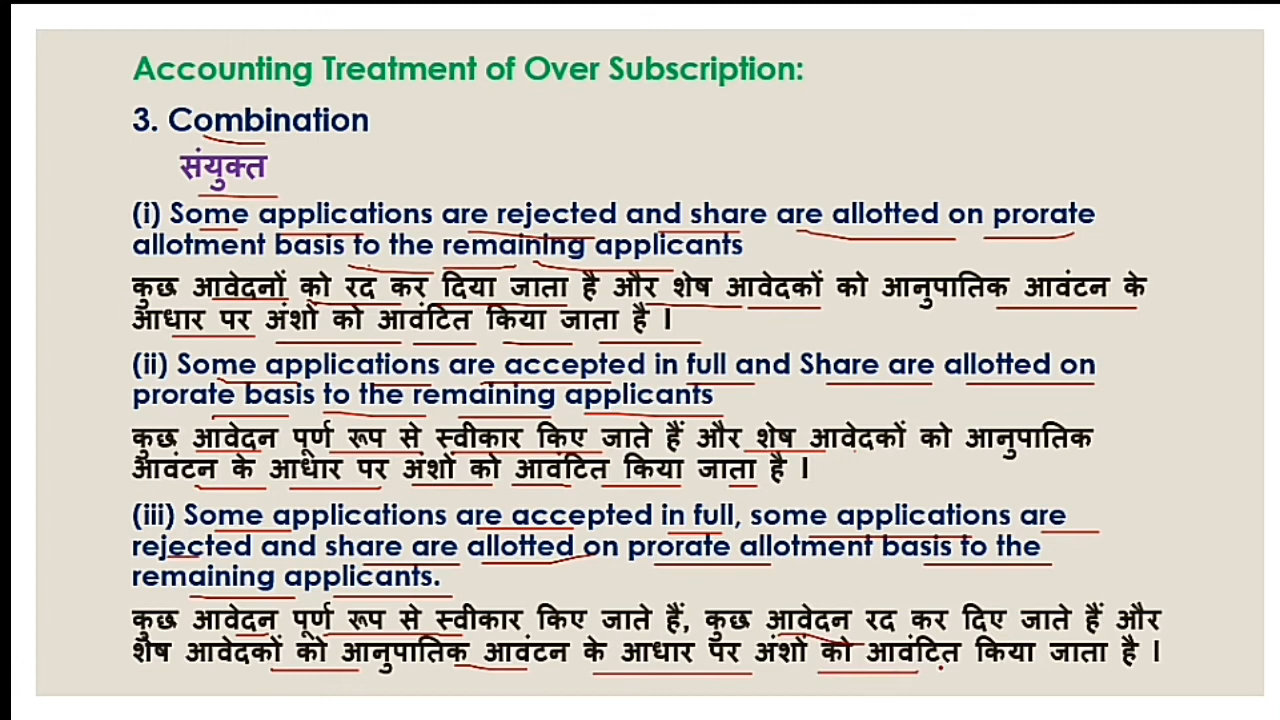 Accounting Treatment of Over Subscription:
3. Combination
संयुक्त
(i) Some applications are rejected and share are allotted on prorate
allotment basis to the remaining applicants
कुछ आवेदनों को रद कर दिया जाता है और शेष आवेदकों को आनुपातिक आवंटन के
आधार पर अंशों को आवंटित किया जाता है ।
(ii) Some applications are accepted in full and Share are allotted on
prorate basis to the remaining applicants
कुछ आवेदन पूर्ण रूप से स्वीकार किए जाते हैं और शेष आवेदकों को आनुपातिक
आवंटन के आधार पर अंशों को आवंटित किया जाता है ।
(iii) Some applications are accepted in full, some applications are
rejected and share are allotted on prorate allotment basis to the
remaining applicants.
कुछ आवेदन पूर्ण रूप से स्वीकार किए जाते हैं, कुछ आवेदन रद कर दिए जाते हैं और
शेष आवेदकों को आनुपातिक आवंटन के आधार पर अंशों को आवंटित किया जाता है ।